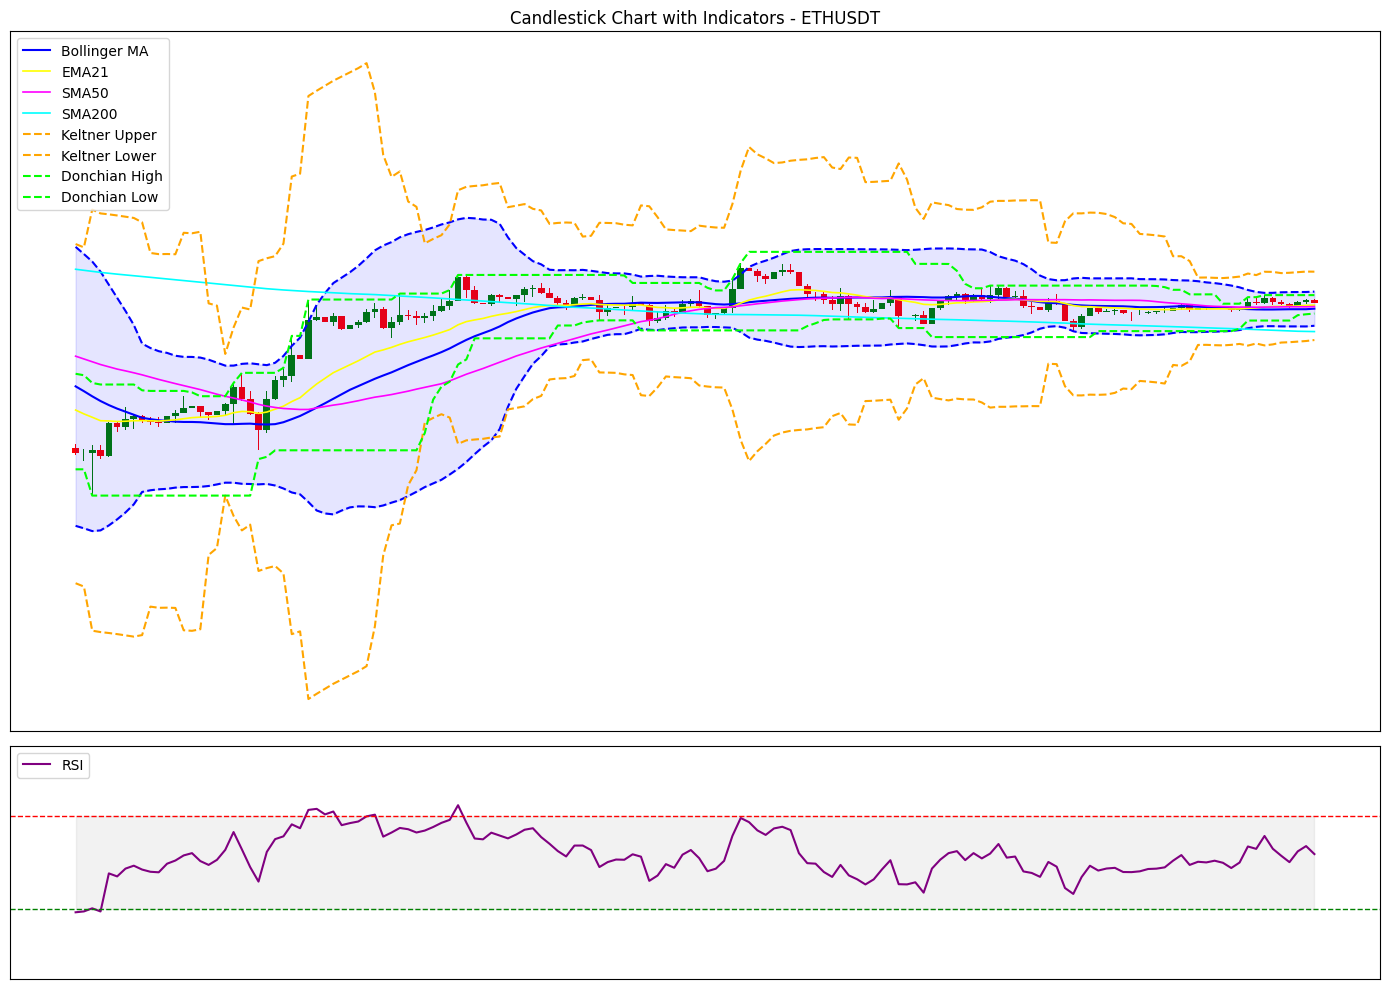 Candlestick Chart with Indicators - ETHUSDT
Bollinger MA
EMA21
SMA50
SMA200
Keltner Upper
Keltner Lower
Donchian High
Donchian Low
RSI